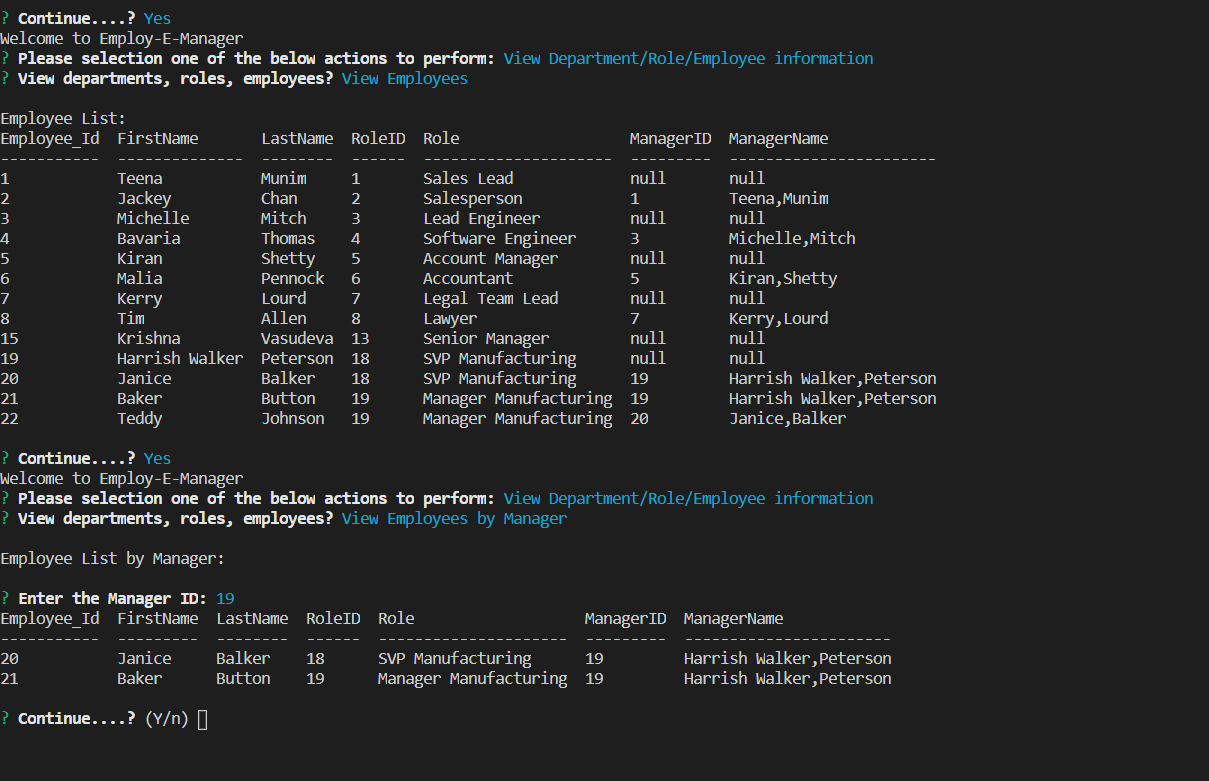 ? Continue....? Yes
Welcome to Employ-E-Manager
? Please selection one of the below actions to perform: View Department/Role/Employee information
? View departments, roles, employees? View Employees
Employee List:
Employee_Id  FirstName       LastName  RoleID  Role                   ManagerID  ManagerName
-----------  --------------  --------  ------  ---------------------  ---------  -----------------------
1            Teena           Munim     1       Sales Lead             null       null
2            Jackey          Chan      2       Salesperson            1          Teena,Munim
3            Michelle        Mitch     3       Lead Engineer          null       null
4            Bavaria         Thomas    4       Software Engineer      3          Michelle,Mitch
5            Kiran           Shetty    5       Account Manager        null       null
6            Malia           Pennock   6       Accountant             5          Kiran,Shetty
7            Kerry           Lourd     7       Legal Team Lead        null       null
8            Tim             Allen     8       Lawyer                 7          Kerry,Lourd
15           Krishna         Vasudeva  13      Senior Manager         null       null
19           Harrish Walker  Peterson  18      SVP Manufacturing      null       null
20           Janice          Balker    18      SVP Manufacturing      19         Harrish Walker,Peterson
21           Baker           Button    19      Manager Manufacturing  19         Harrish Walker,Peterson
22           Teddy           Johnson   19      Manager Manufacturing  20         Janice,Balker
? Continue....? Yes
Welcome to Employ-E-Manager
? Please selection one of the below actions to perform: View Department/Role/Employee information
? View departments, roles, employees? View Employees by Manager
Employee List by Manager:
? Enter the Manager ID: 19
Employee_Id  FirstName  LastName  RoleID  Role                   ManagerID  ManagerName
-----------  ---------  --------  ------  ---------------------  ---------  -----------------------
20           Janice     Balker    18      SVP Manufacturing      19         Harrish Walker,Peterson
21           Baker      Button    19      Manager Manufacturing  19         Harrish Walker,Peterson
? Continue....? (Y/n)